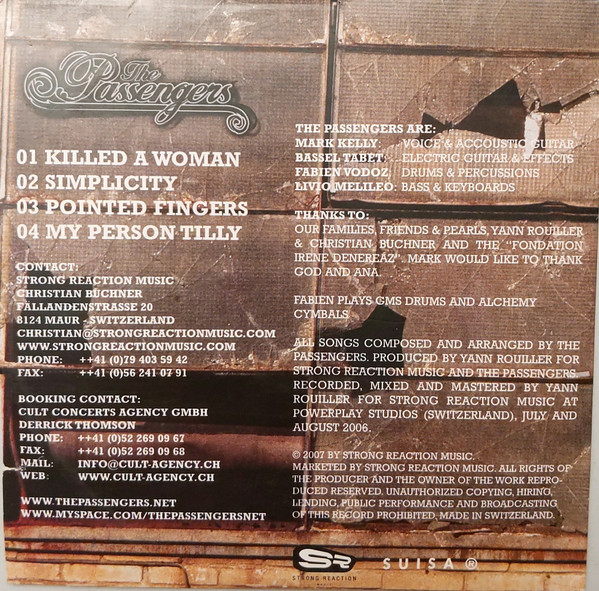 The
Passengers
01 KILLED A WOMAN
02 SIMPLICITY
03 POINTED FINGERS
04 MY PERSON TILLY
CONTACT:
STRONG REACTION MUSIC
CHRISTIAN BUCHNER
FÄLLANDENSTRASSE 20
8124 MAUR - SWITZERLAND
CHRISTIAN@STRONGREACTIONMUSIC.COM
WWW.STRONGREACTIONMUSIC.COM
PHONE: ++41 (0)79 403 59 42
FAX: ++41 (0)56 241 07 91
BOOKING CONTACT:
CULT CONCERTS AGENCY GMBH
DERRICK THOMSON
PHONE: ++41 (0)52 269 09 67
FAX: ++41 (0)52 269 09 68
MAIL: INFO@CULT-AGENCY.CH
WEB: WWW.CULT-AGENCY.CH
WWW.THEPASSENGERS.NET
WWW.MYSPACE.COM/THEPASSENGERSNET
THE PASSENGERS ARE:
MARK KELLY: VOICE & ACCOUSTIC GUITAR
BASSEL TABET: ELECTRIC GUITAR & EFFECTS
FABIEN VODOZ: DRUMS & PERCUSSIONS
LIVIO MELILEO: BASS & KEYBOARDS
THANKS TO:
OUR FAMILIES, FRIENDS & PEARLS, YANN ROUILLER
& CHRISTIAN BUCHNER AND THE "FONDATION
IRENE DENEREAZ". MARK WOULD LIKE TO THANK
GOD AND ANA.
FABIEN PLAYS GMS DRUMS AND ALCHEMY
CYMBALS.
ALL SONGS COMPOSED AND ARRANGED BY THE
PASSENGERS. PRODUCED BY YANN ROUILLER FOR
STRONG REACTION MUSIC AND THE PASSENGERS.
RECORDED, MIXED AND MASTERED BY YANN
ROUILLER FOR STRONG REACTION MUSIC AT
POWERPLAY STUDIOS (SWITZERLAND), JULY AND
AUGUST 2006.
© 2007 BY STRONG REACTION MUSIC.
MARKETED BY STRONG REACTION MUSIC. ALL RIGHTS OF
THE PRODUCER AND THE OWNER OF THE WORK REPRO-
DUCED RESERVED, UNAUTHORIZED COPYING, HIRING,
LENDING, PUBLIC PERFORMANCE AND BROADCASTING
OF THIS RECORD PROHIBITED, MADE IN SWITZERLAND.
SR
STRONG REACTION
SUISA ®